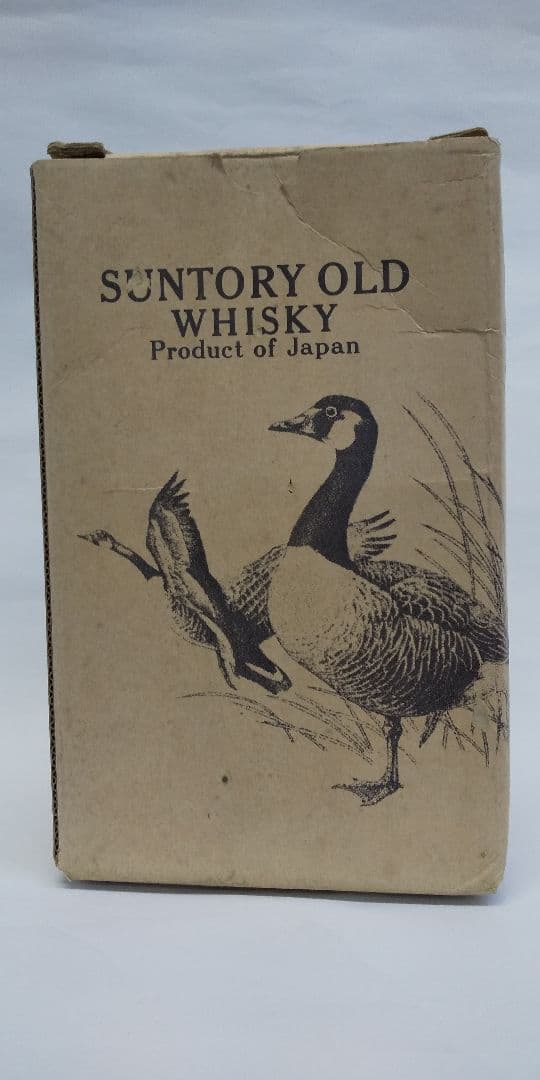 SUNTORY OLD
WHISKY
Product of Japan